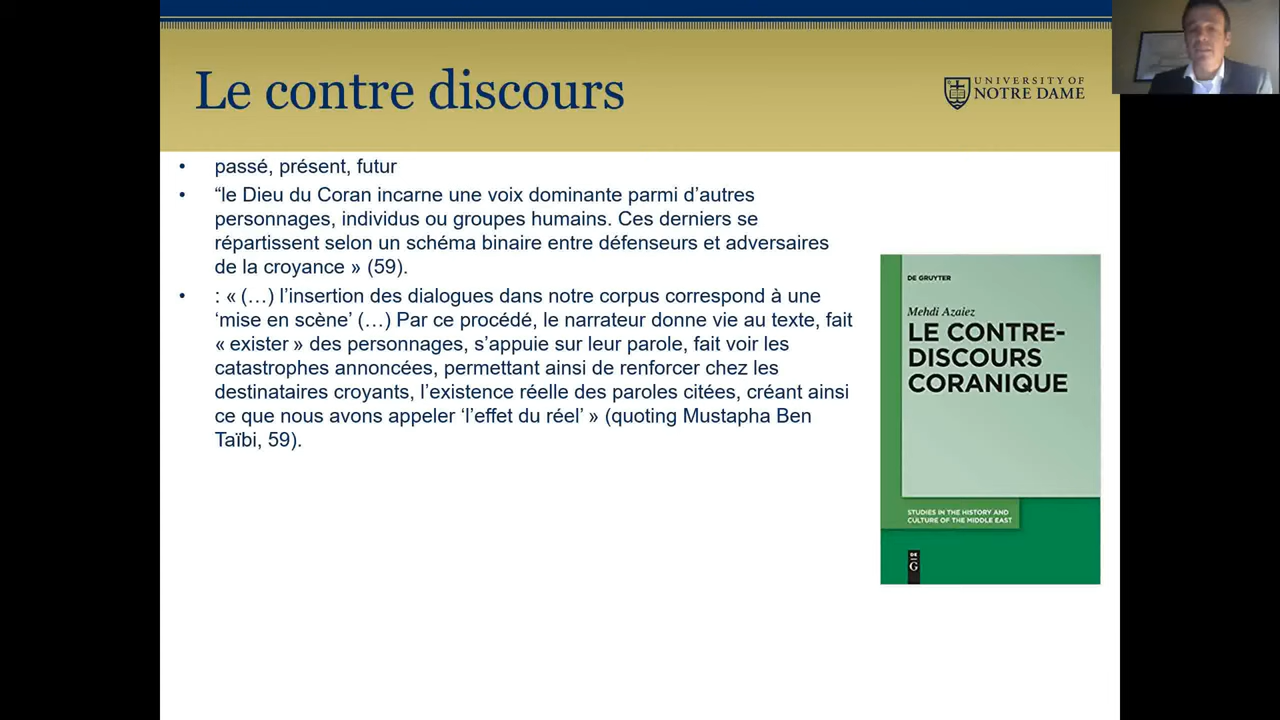 Le contre discours
UNIVERSITY OF
NOTRE DAME
• passé, présent, futur
• “le Dieu du Coran incarne une voix dominante parmi d’autres
personnages, individus ou groupes humains. Ces derniers se
répartissent selon un schéma binaire entre défenseurs et adversaires
de la croyance » (59).
• : « (…) l’insertion des dialogues dans notre corpus correspond à une
‘mise en scène’ (…) Par ce procédé, le narrateur donne vie au texte, fait
« exister » des personnages, s’appuie sur leur parole, fait voir les
catastrophes annoncées, permettant ainsi de renforcer chez les
destinataires croyants, l’existence réelle des paroles citées, créant ainsi
ce que nous avons appeler ‘l’effet du réel’ » (quoting Mustapha Ben
Taïbi, 59).
DE GRUYTER
Mehdi Azaiez
LE CONTRE-
DISCOURS
CORANIQUE
STUDIES IN THE HISTORY AND
CULTURE OF THE MIDDLE EAST
DE
G